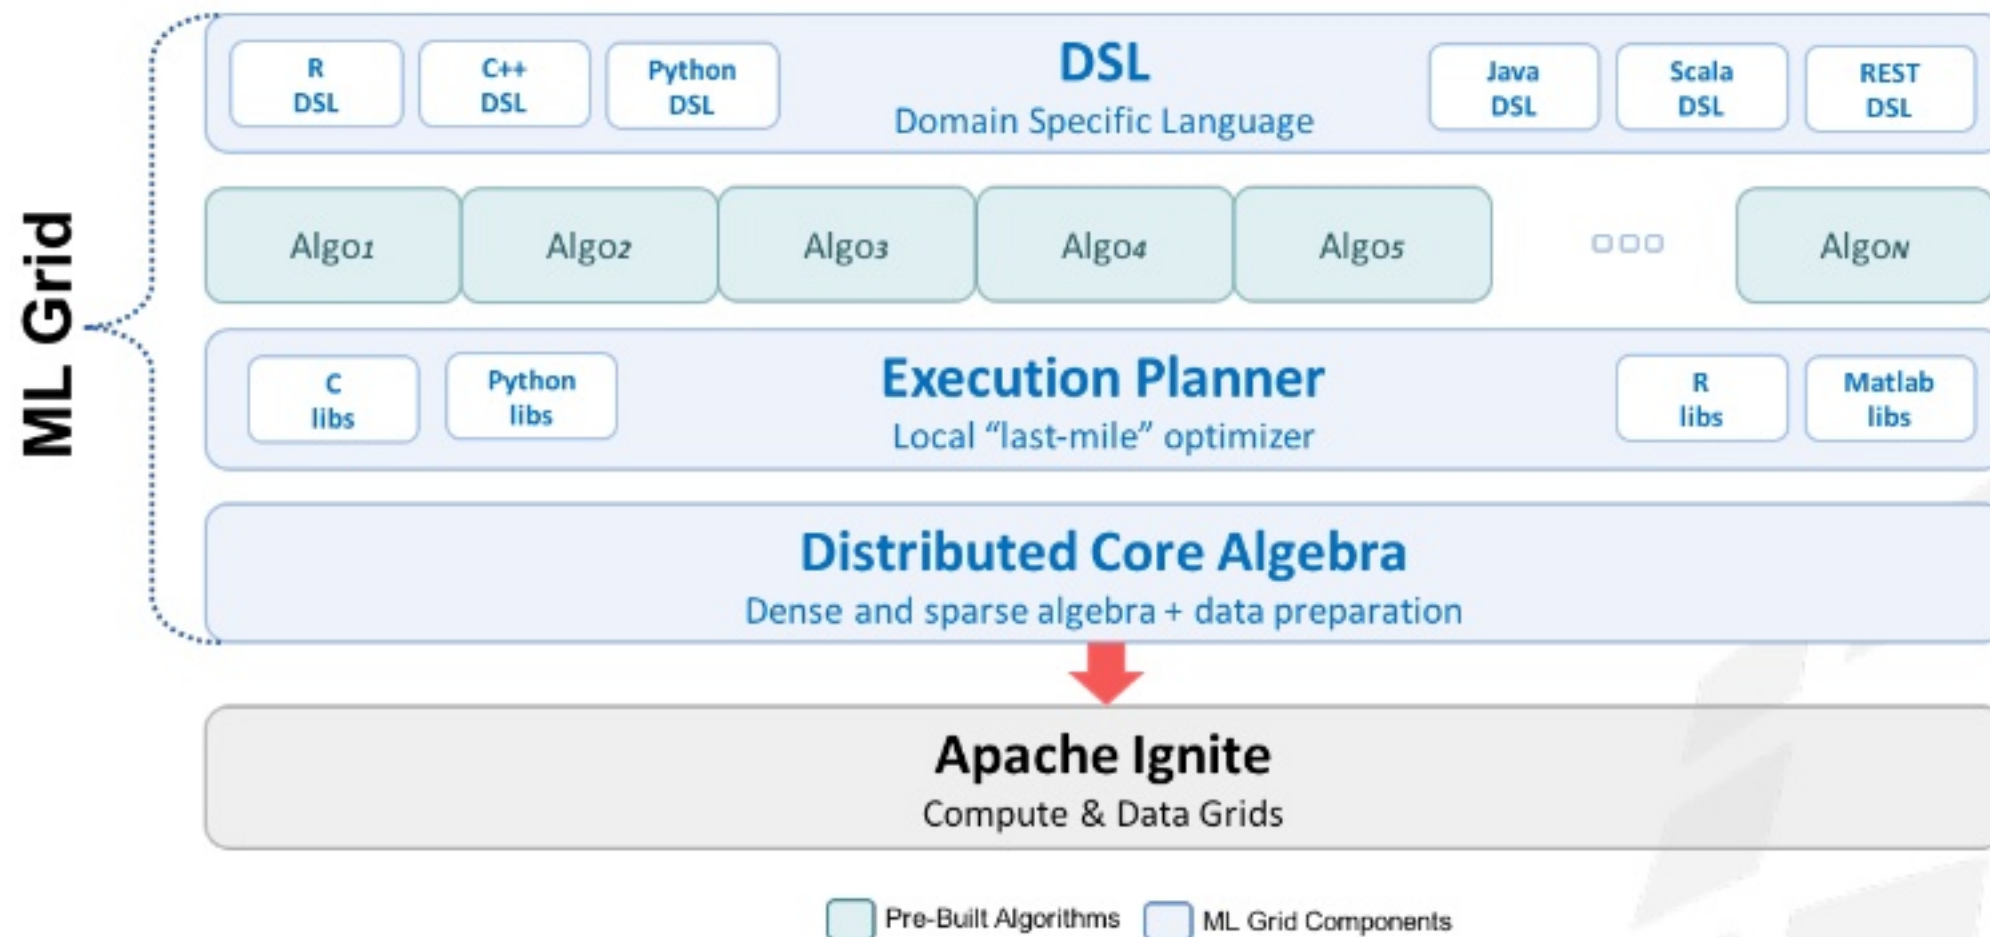 ML Grid
R
DSL
C++
DSL
Python
DSL
DSL
Domain Specific Language
Java
DSL
Scala
DSL
REST
DSL
Algo1
Algo2
Algo3
Algo4
Algo5
AlgoN
C
libs
Python
libs
Execution Planner
Local “last-mile” optimizer
R
libs
Matlab
libs
Distributed Core Algebra
Dense and sparse algebra + data preparation
Apache Ignite
Compute & Data Grids
Pre-Built Algorithms
ML Grid Components